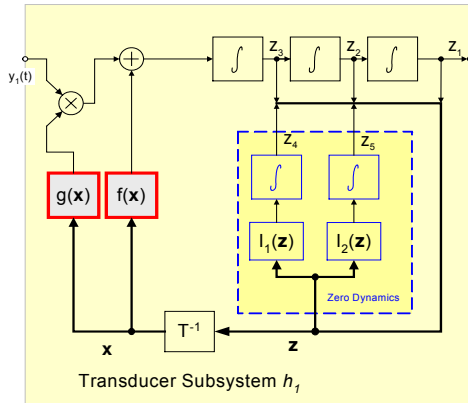 z₃ z₂ z₁
∫ ∫ ∫
y₁(t)
+
×
z₄ z₅
∫ ∫
g(x) f(x)
I₁(z) I₂(z)
Zero Dynamics
T⁻¹
x z
Transducer Subsystem h₁